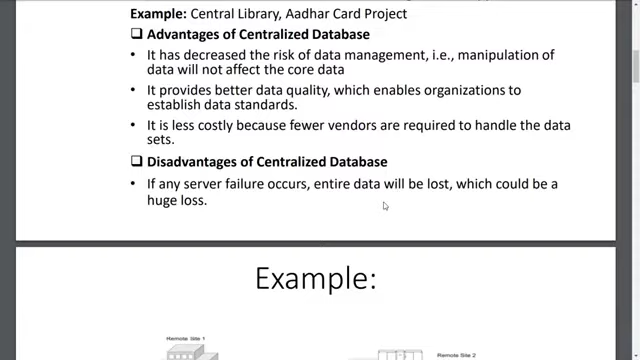 Example: Central Library, Aadhar Card Project
Advantages of Centralized Database
• It has decreased the risk of data management, i.e., manipulation of
data will not affect the core data
• It provides better data quality, which enables organizations to
establish data standards.
• It is less costly because fewer vendors are required to handle the data
sets.
Disadvantages of Centralized Database
• If any server failure occurs, entire data will be lost, which could be a
huge loss.
Example:
Remote Site 1
Remote Site 2